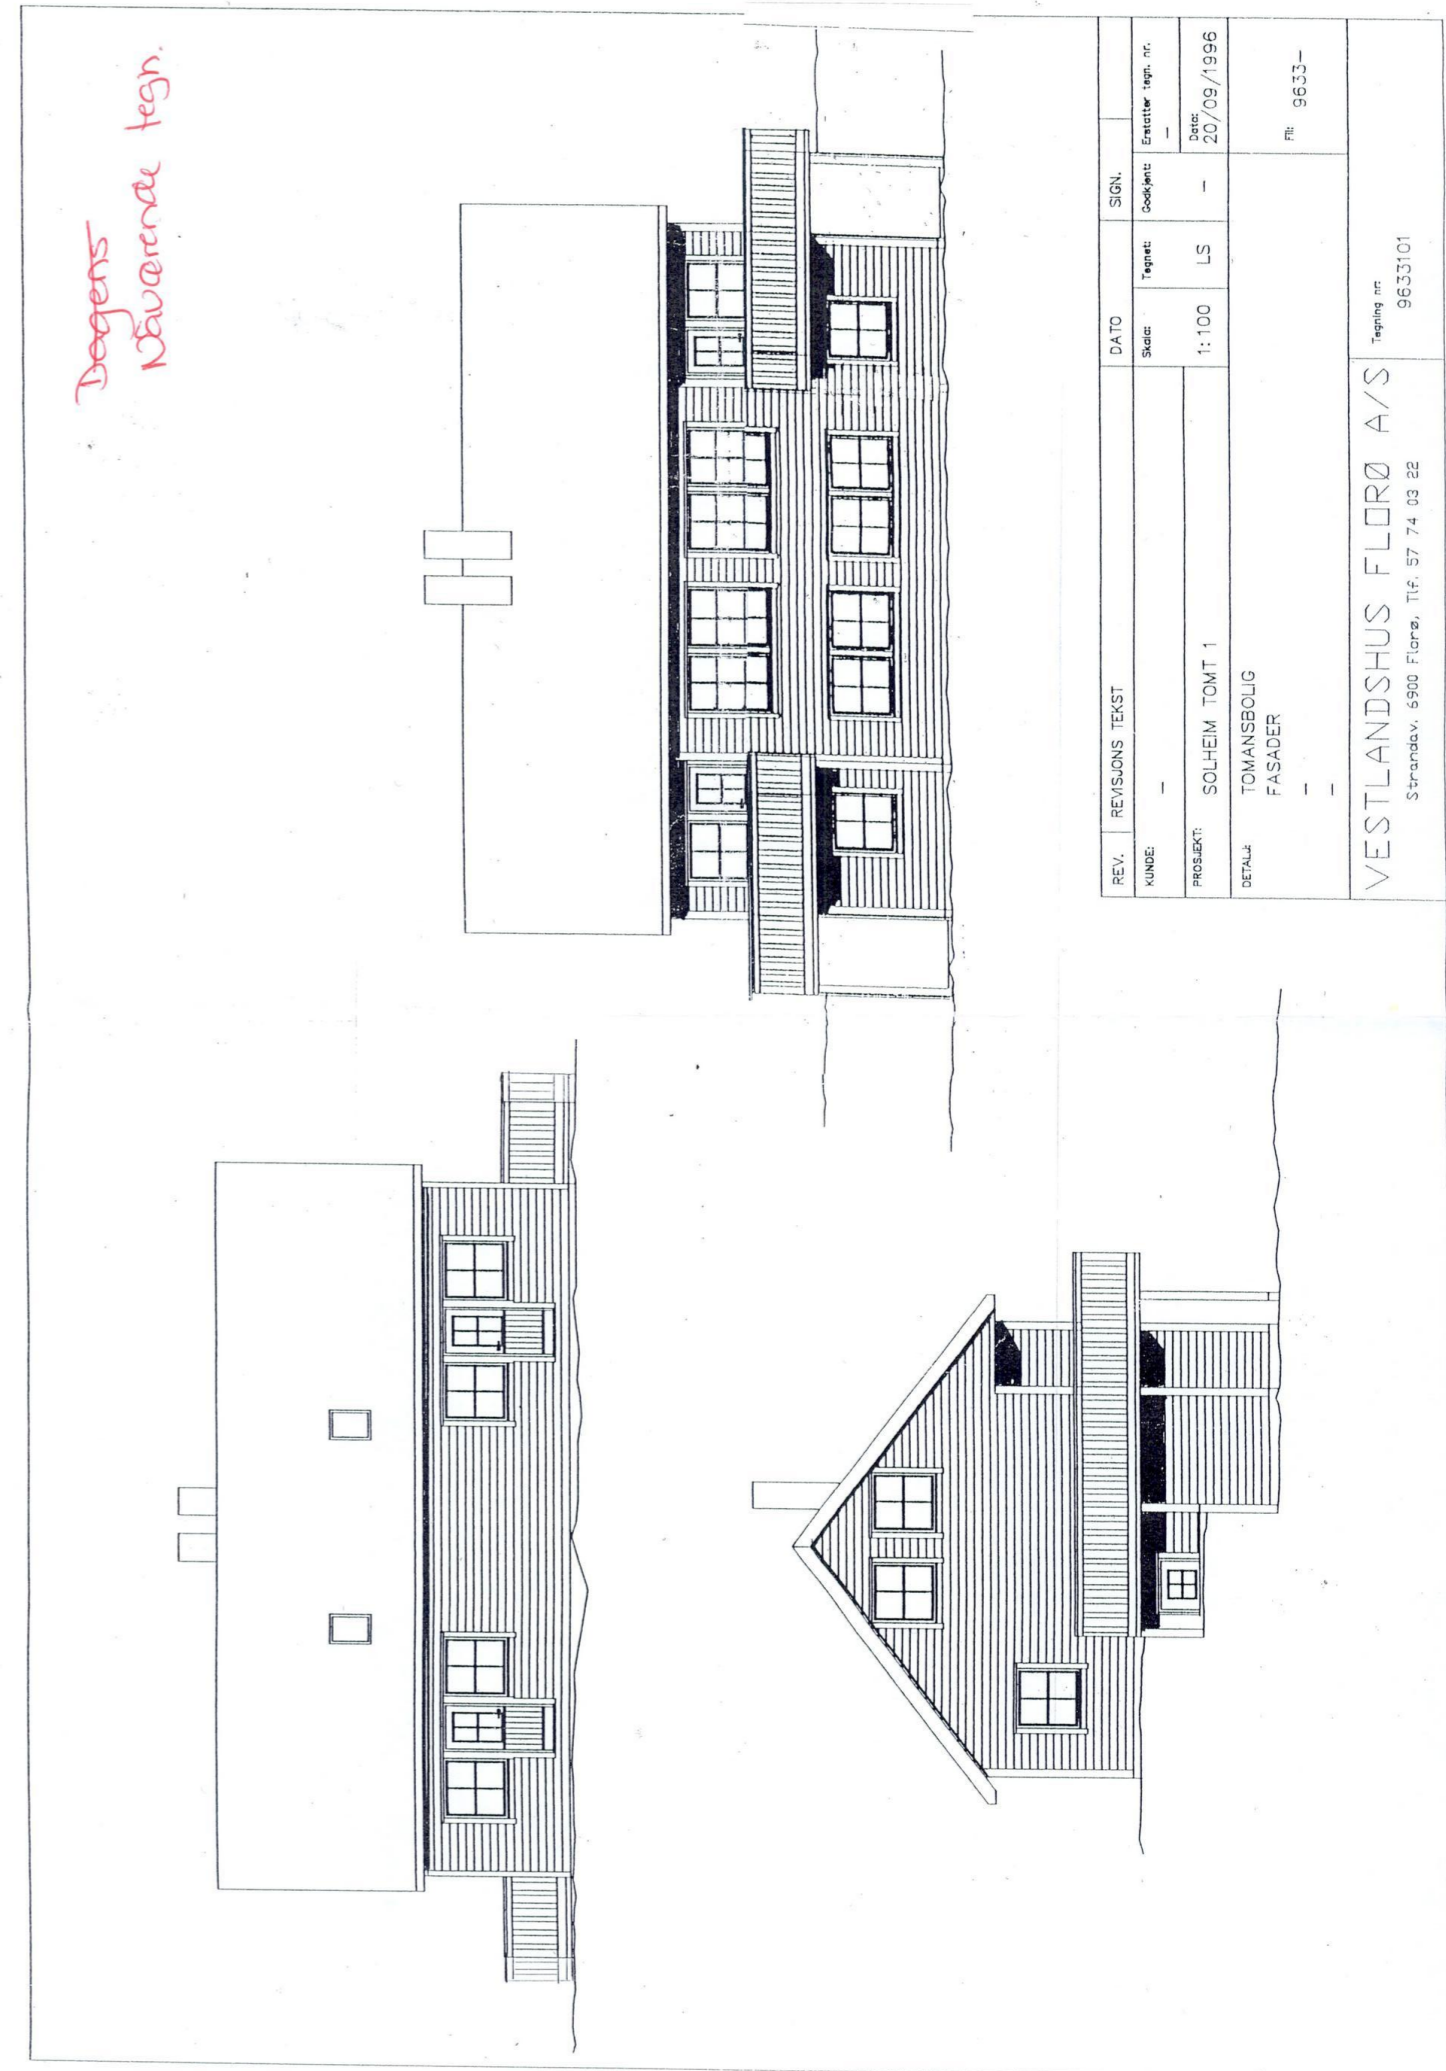 Dagens
Nåværende tegn.
REV. REVISJONS TEKST DATO SIGN.
KUNDE:
–
Skala:
1:100
Tegnet:
LS
Godkjent:
–
Erstatter tegn. nr.
–
Dato:
20/09/1996
PROSJEKT:
SOLHEIM TOMT 1
DETALJ:
TOMANSBOLIG
FASADER
–
–
Fil:
9633–
VESTLANDSHUS FLORØ A/S
Strandav. 6900 Florø, Tlf. 57 74 03 22
Tegning nr:
9633101